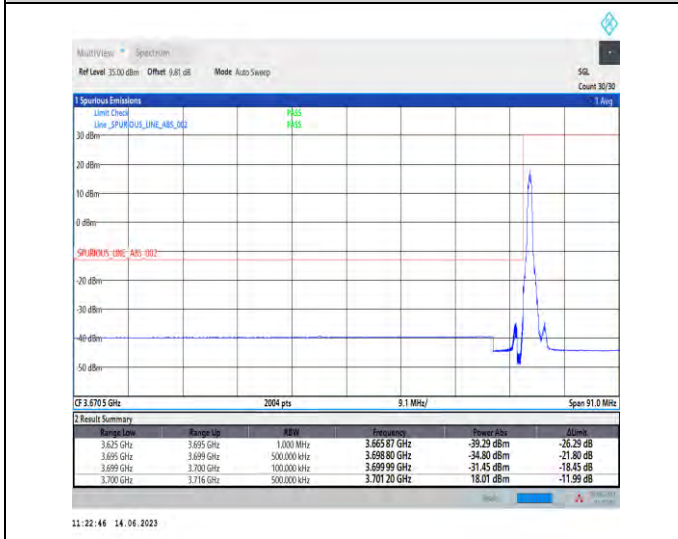 MultiView Spectrum
Ref Level 35.00 dBm Offset 9.81 dB Mode Auto Sweep SGL
Count 30/30
1 Spurious Emissions 1 Avg
Limit Check PASS
Line _SPURIOUS_LINE_ABS_002 PASS
30 dBm
20 dBm
10 dBm
0 dBm
_SPURIOUS_LINE_ABS_002
-20 dBm
-30 dBm
-40 dBm
-50 dBm
CF 3.6705 GHz 2004 pts 9.1 MHz/ Span 91.0 MHz
2 Result Summary
Range Low Range Up RBW Frequency Power Abs ΔLimit
3.625 GHz 3.695 GHz 1.000 MHz 3.665 87 GHz -39.29 dBm -26.29 dB
3.695 GHz 3.699 GHz 500.000 kHz 3.698 80 GHz -34.80 dBm -21.80 dB
3.699 GHz 3.700 GHz 100.000 kHz 3.699 99 GHz -31.45 dBm -18.45 dB
3.700 GHz 3.716 GHz 500.000 kHz 3.701 20 GHz 18.01 dBm -11.99 dB
11:22:46 14.06.2023